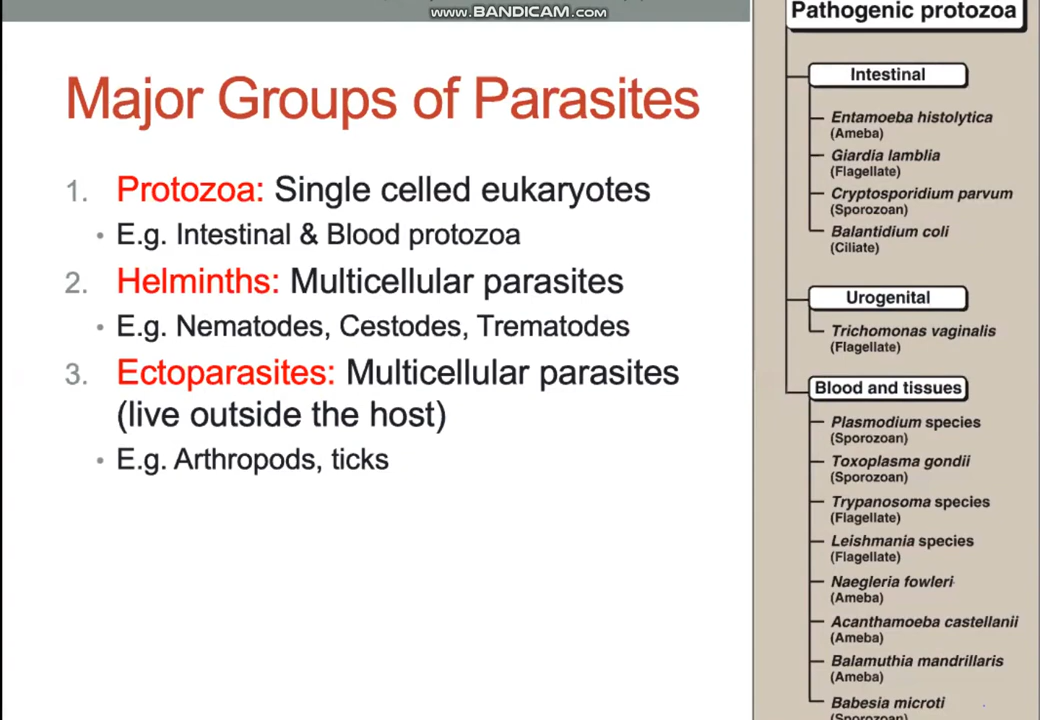 www.BANDICAM.com
Major Groups of Parasites
1. Protozoa: Single celled eukaryotes
• E.g. Intestinal & Blood protozoa
2. Helminths: Multicellular parasites
• E.g. Nematodes, Cestodes, Trematodes
3. Ectoparasites: Multicellular parasites
(live outside the host)
• E.g. Arthropods, ticks
Pathogenic protozoa
Intestinal
Entamoeba histolytica
(Ameba)
Giardia lamblia
(Flagellate)
Cryptosporidium parvum
(Sporozoan)
Balantidium coli
(Ciliate)
Urogenital
Trichomonas vaginalis
(Flagellate)
Blood and tissues
Plasmodium species
(Sporozoan)
Toxoplasma gondii
(Sporozoan)
Trypanosoma species
(Flagellate)
Leishmania species
(Flagellate)
Naegleria fowleri
(Ameba)
Acanthamoeba castellanii
(Ameba)
Balamuthia mandrillaris
(Ameba)
Babesia microti
(Sporozoan)